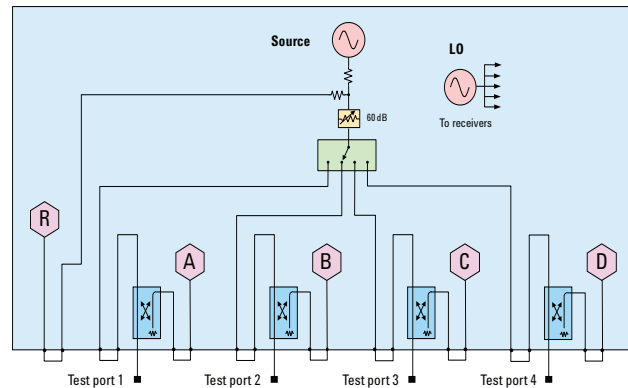 Source
LO
60 dB
To receivers
R
A
B
C
D
Test port 1
Test port 2
Test port 3
Test port 4